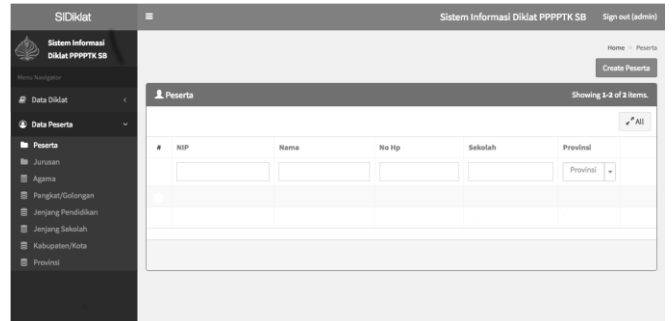 SIDiklat
Sistem Informasi Diklat PPPPTK SB
Sign out (admin)
Sistem Informasi
Diklat PPPPTK SB
Menu Navigator
Data Diklat
Data Peserta
Peserta
Jurusan
Agama
Pangkat/Golongan
Jenjang Pendidikan
Jenjang Sekolah
Kabupaten/Kota
Provinsi
Home > Peserta
Create Peserta
Peserta
Showing 1-2 of 2 items.
All
# NIP Nama No Hp Sekolah Provinsi
Provinsi